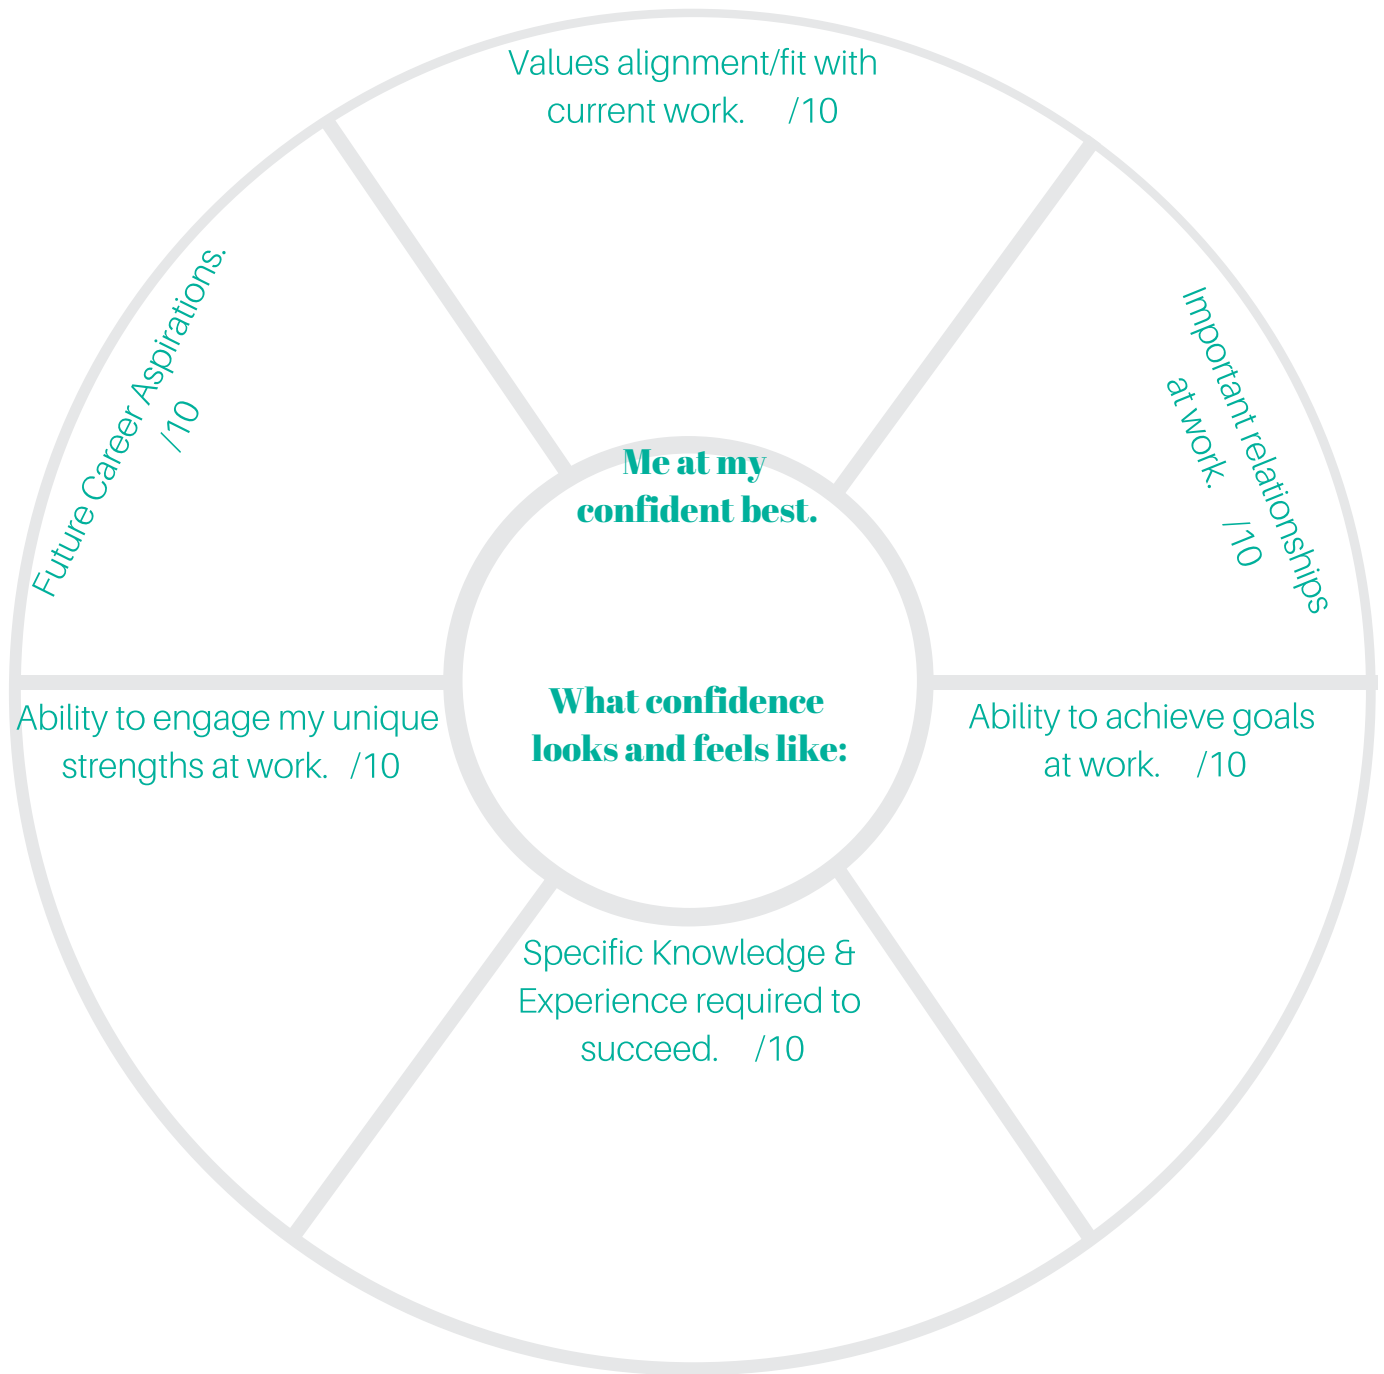 Values alignment/fit with
current work. /10
Important relationships
at work. /10
Ability to achieve goals
at work. /10
Specific Knowledge &
Experience required to
succeed. /10
Ability to engage my unique
strengths at work. /10
Future Career Aspirations.
/10
Me at my
confident best.
What confidence
looks and feels like: